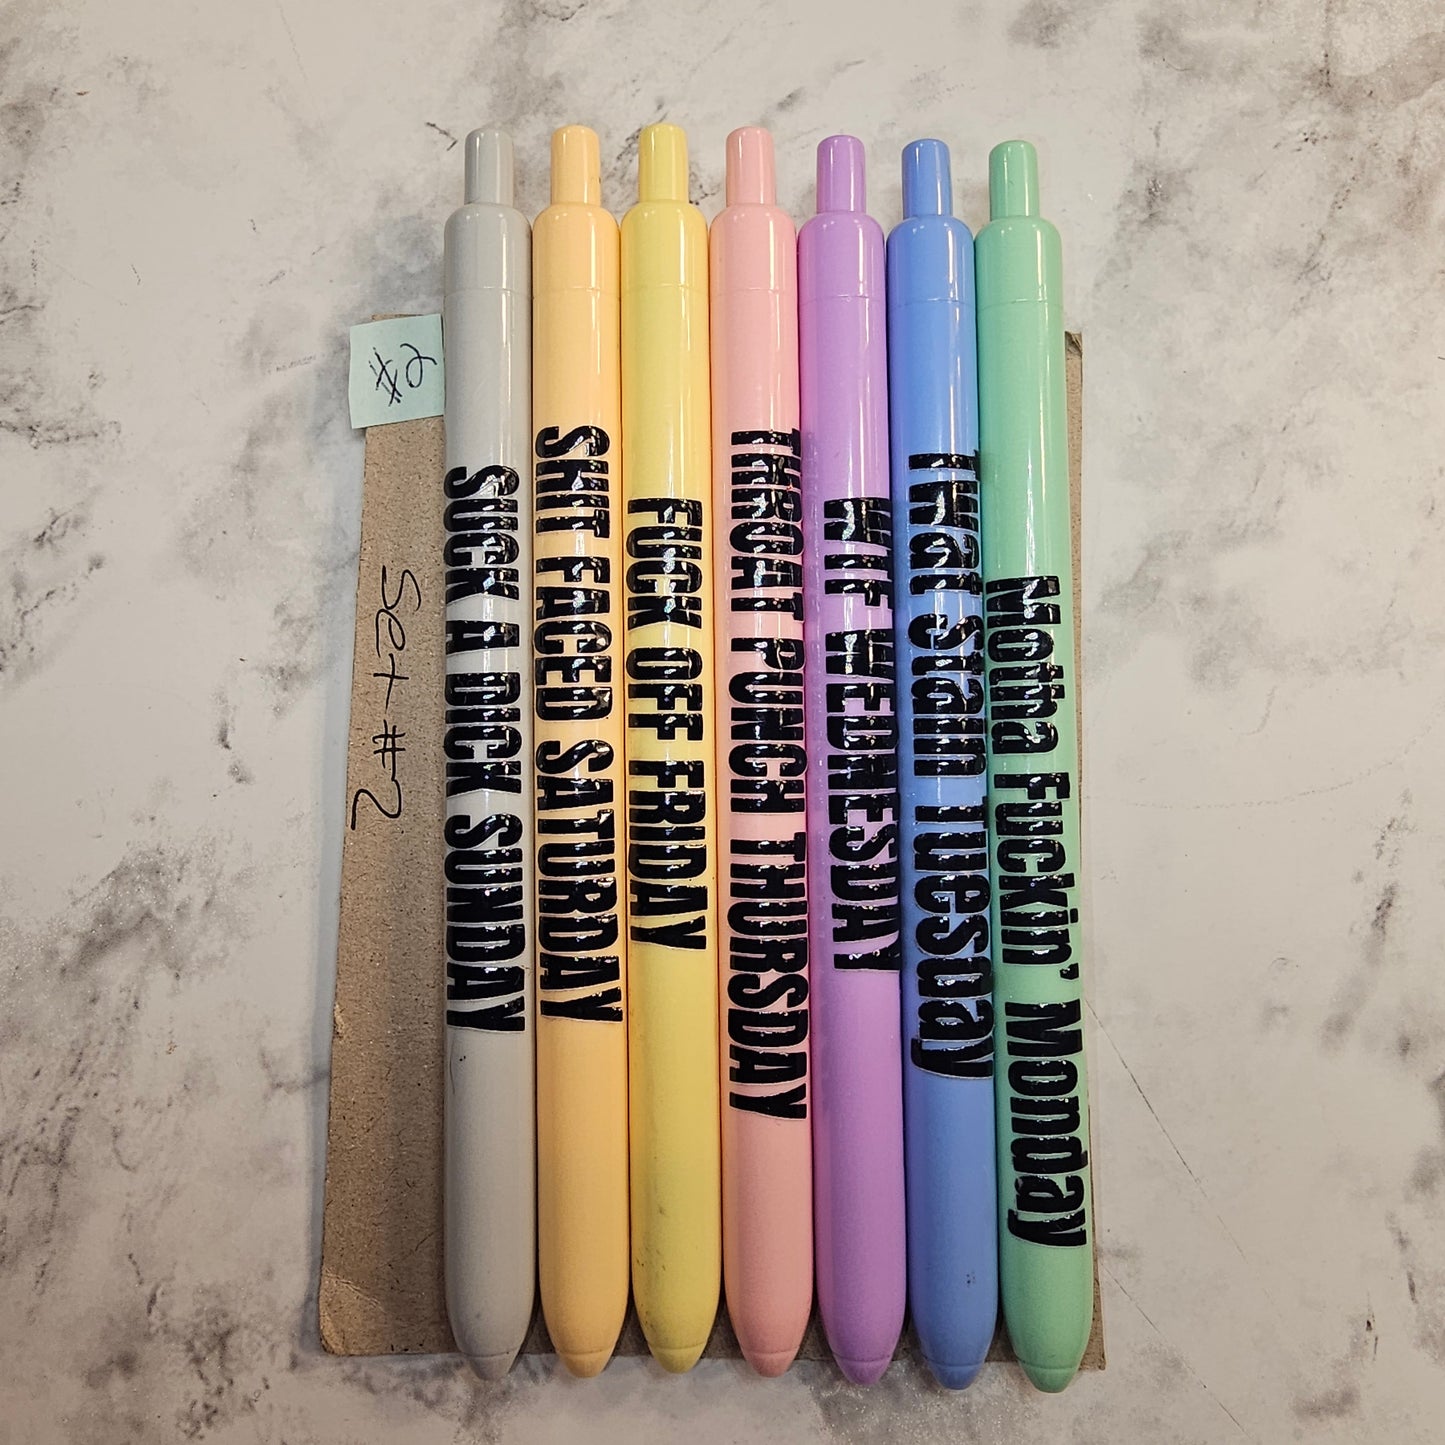 #2
Set #2
SUCK A DICK SUNDAY
SHIT FACED SATURDAY
FUCK OFF FRIDAY
THROAT PUNCH THURSDAY
WTF WEDNESDAY
TWat Stain Tuesday
Motha Fuckin' Monday